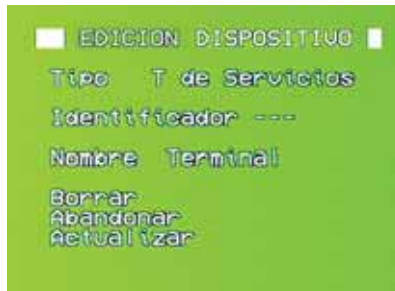 EDICION DISPOSITIVO
Tipo T de Servicios
Identificador ---
Nombre Terminal
Borrar
Abandonar
Actualizar